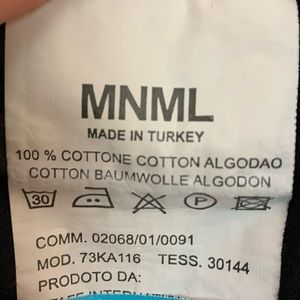 MNML
MADE IN TURKEY
100 % COTTONE COTTON ALGODAO
COTTON BAUMWOLLE ALGODON
30 P
COMM. 02068/01/0091
MOD. 73KA116 TESS. 30144
PRODOTO DA: